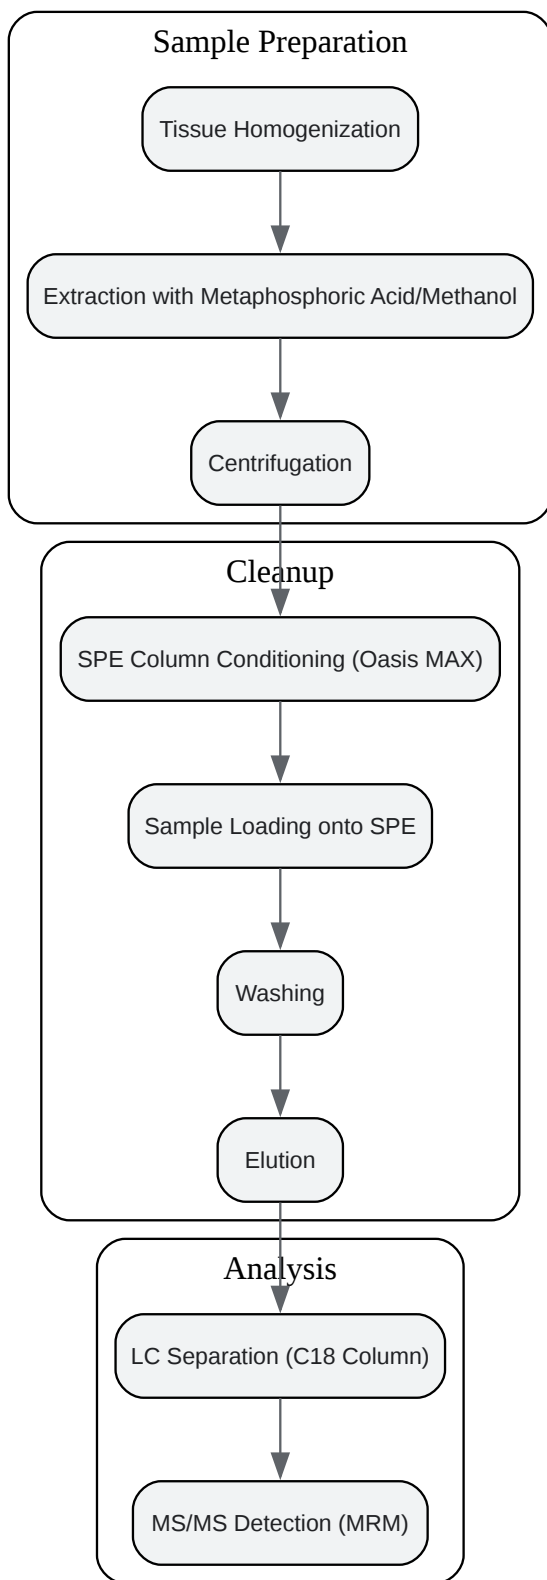 Sample Preparation
Tissue Homogenization
Extraction with Metaphosphoric Acid/Methanol
Centrifugation
Cleanup
SPE Column Conditioning (Oasis MAX)
Sample Loading onto SPE
Washing
Elution
Analysis
LC Separation (C18 Column)
MS/MS Detection (MRM)